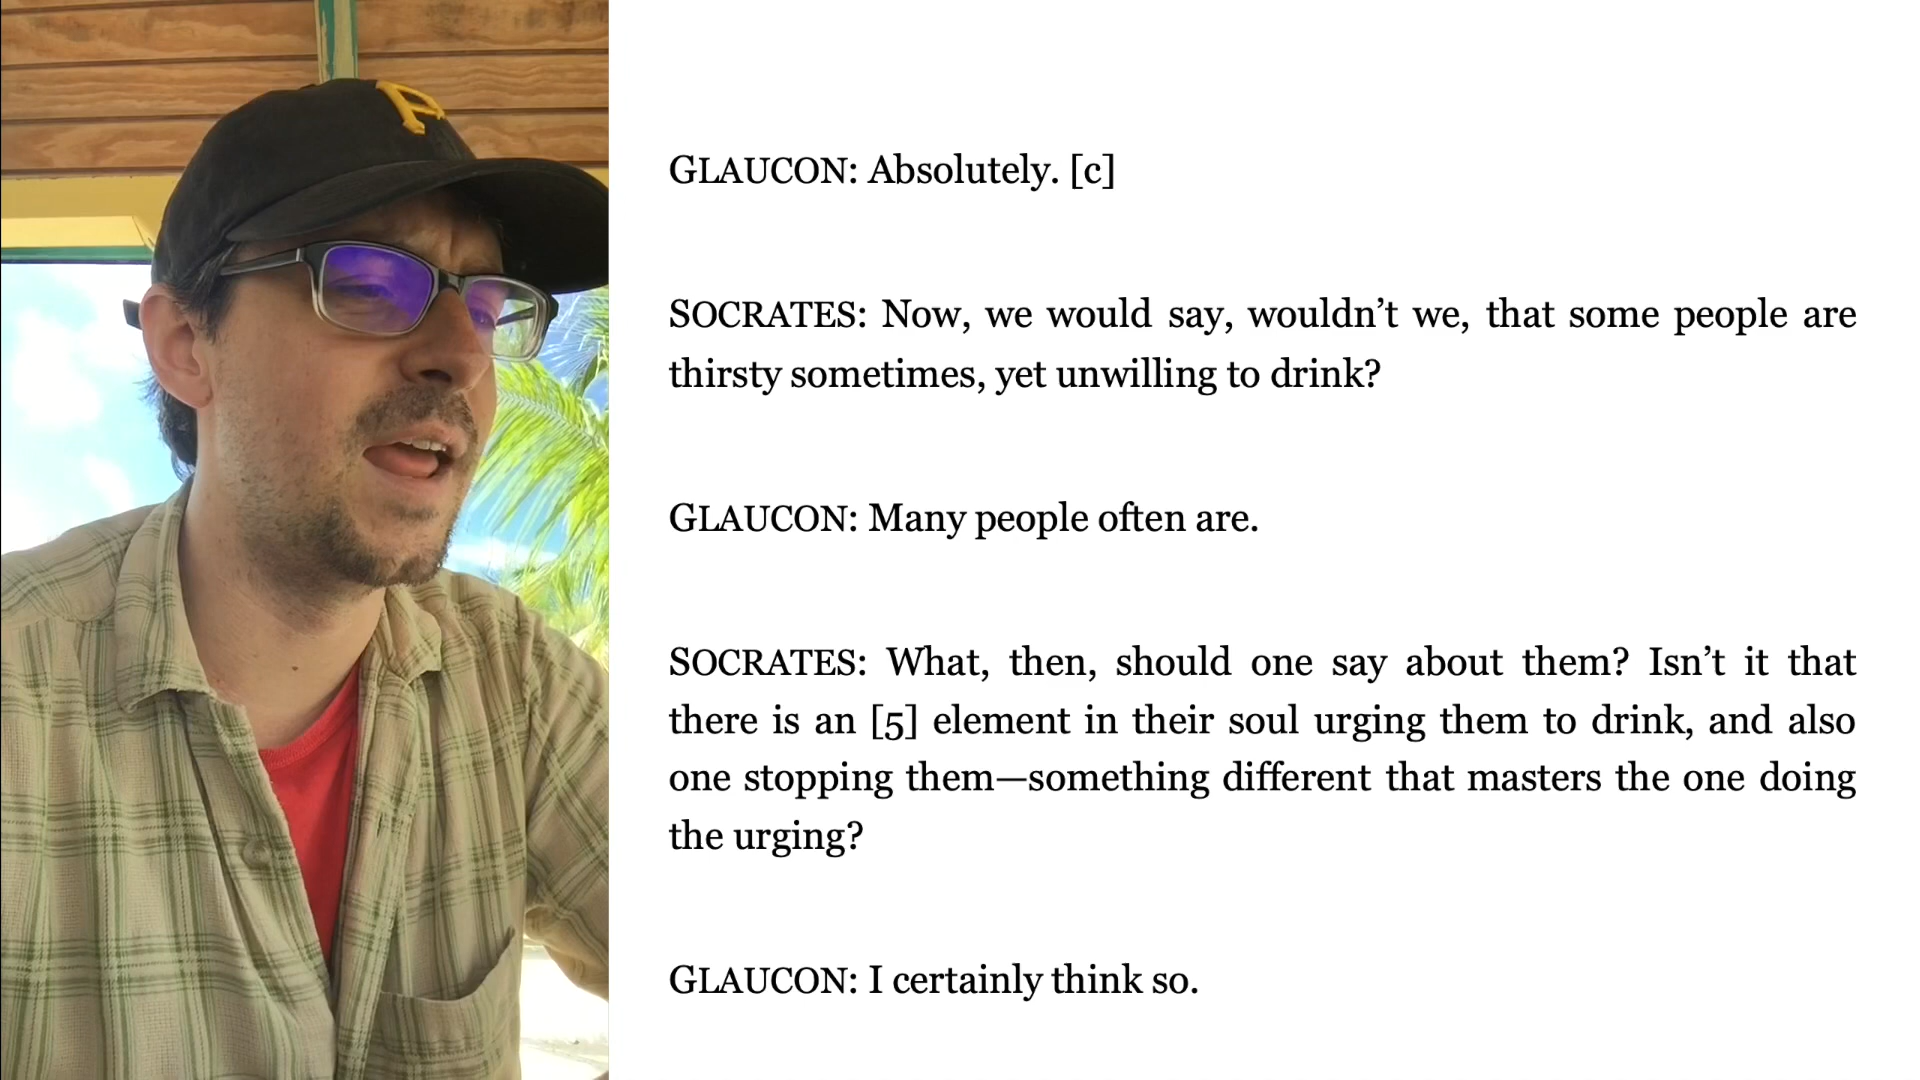 P
GLAUCON: Absolutely. [c]
SOCRATES: Now, we would say, wouldn’t we, that some people are
thirsty sometimes, yet unwilling to drink?
GLAUCON: Many people often are.
SOCRATES: What, then, should one say about them? Isn’t it that
there is an [5] element in their soul urging them to drink, and also
one stopping them—something different that masters the one doing
the urging?
GLAUCON: I certainly think so.